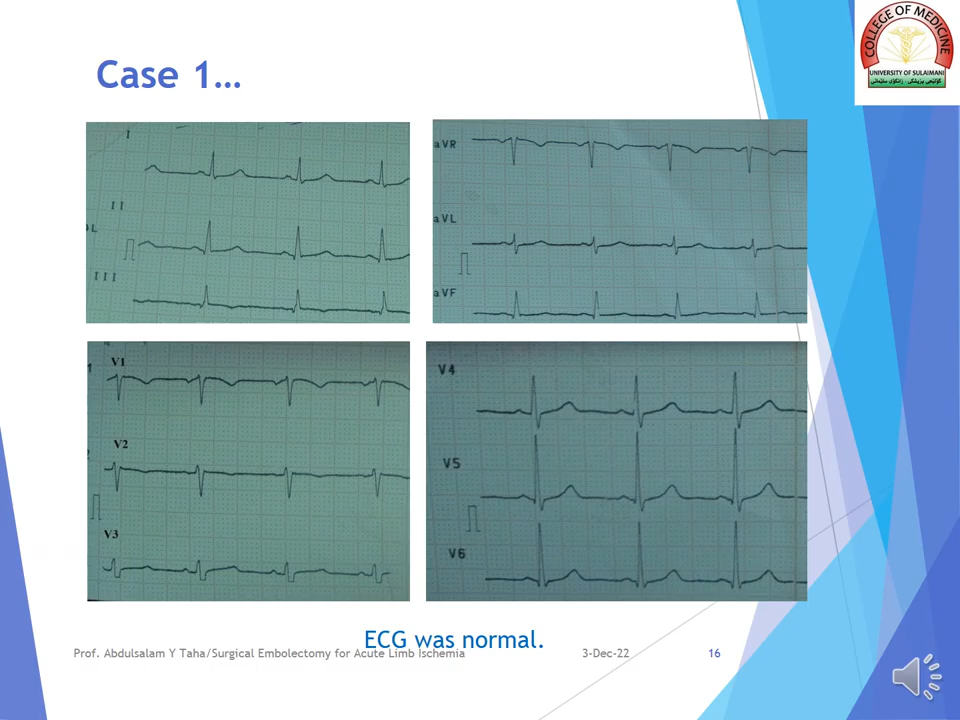 COLLEGE OF MEDICINE
UNIVERSITY OF SULAIMANI
Case 1…
I
II
III
aVR
aVL
aVF
V1
V2
V3
V4
V5
V6
ECG was normal.
Prof. Abdulsalam Y Taha/Surgical Embolectomy for Acute Limb Ischemia
3-Dec-22
16